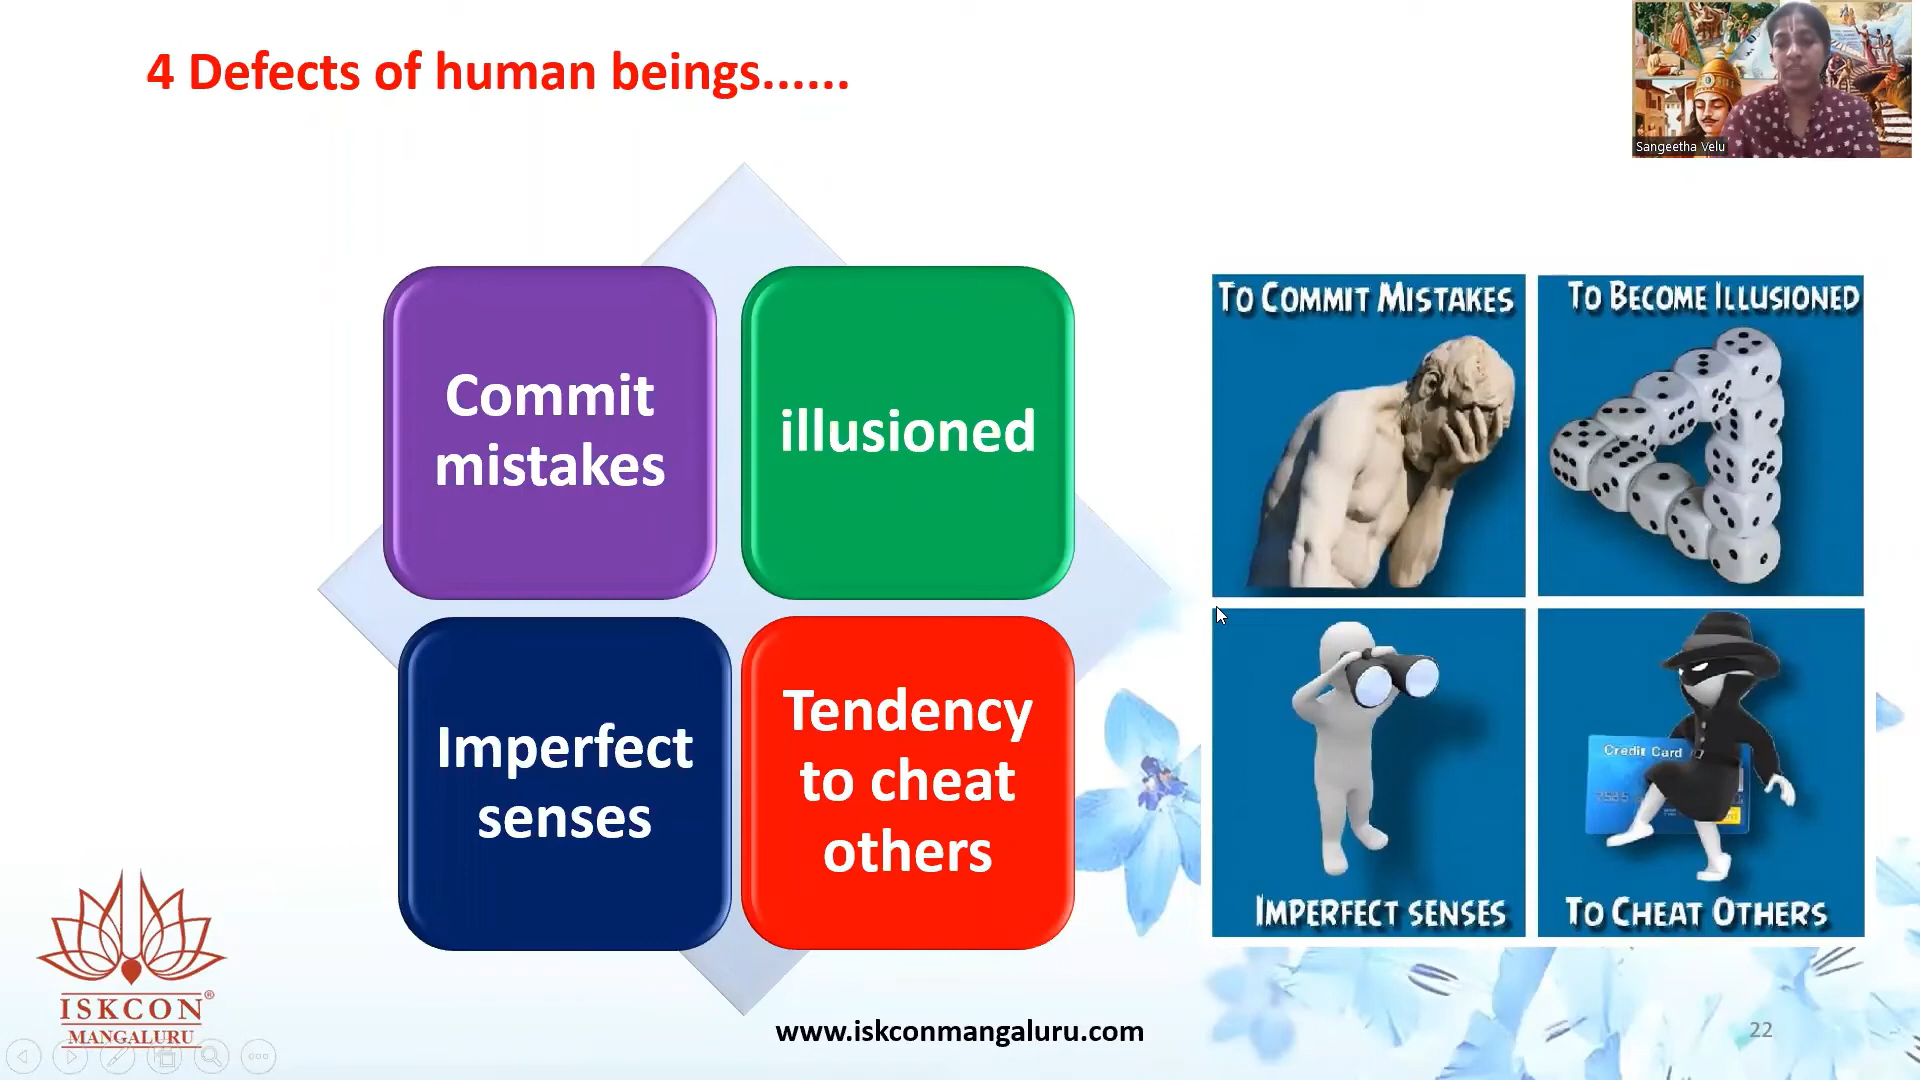 4 Defects of human beings......
Sangeetha Velu
Commit
mistakes
illusioned
Imperfect
senses
Tendency
to cheat
others
TO COMMIT MISTAKES
TO BECOME ILLUSIONED
Credit Card
IMPERFECT SENSES
TO CHEAT OTHERS
ISKCON®
MANGALURU
www.iskconmangaluru.com
22